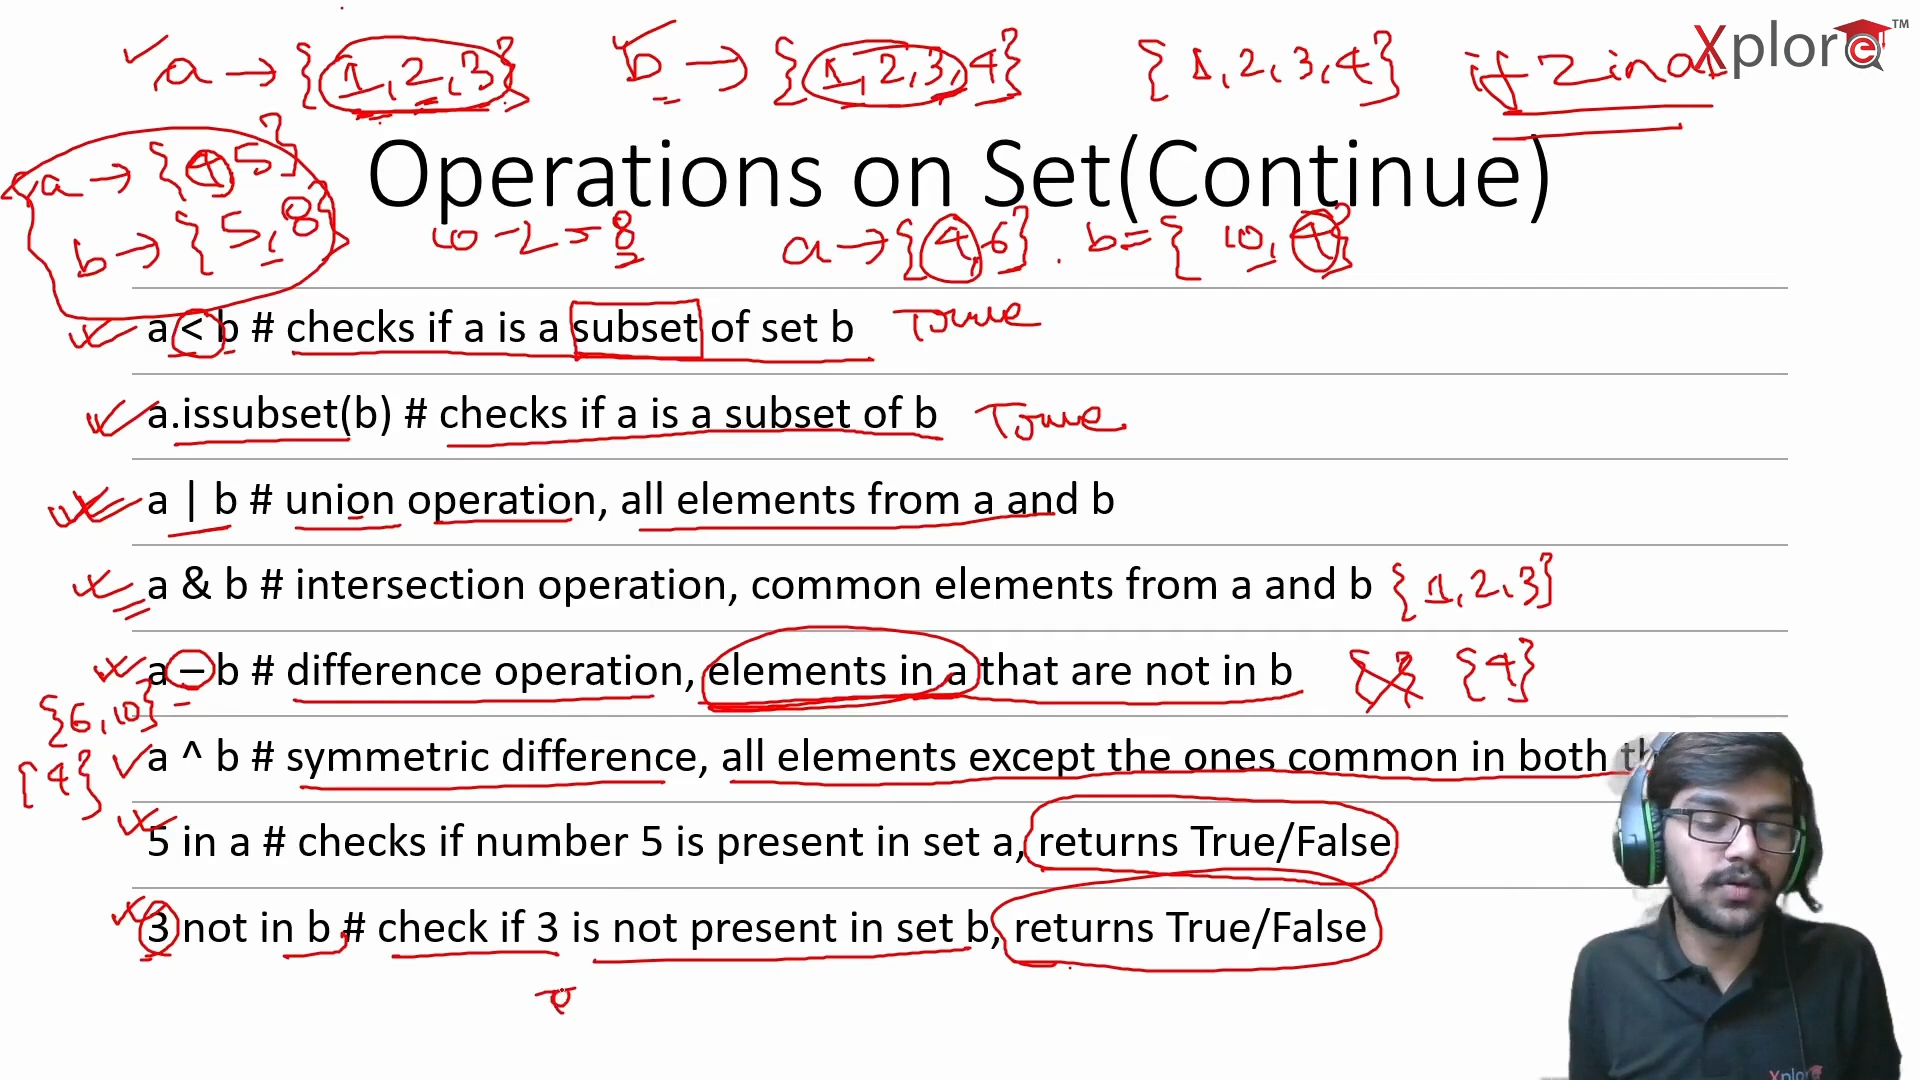 a → {1,2,3} b → {1,2,3,4} {1,2,3,4} if 2 in a
Xplore™
Operations on Set(Continue)
a → {4,5}
b → {5,8}
10 - 2 = 8 a → {4,6} . b = { 10, 4}
a < b # checks if a is a subset of set b True
a.issubset(b) # checks if a is a subset of b True
a | b # union operation, all elements from a and b
a & b # intersection operation, common elements from a and b {1,2,3}
a – b # difference operation, elements in a that are not in b {4}
{6,10}
a ^ b # symmetric difference, all elements except the ones common in both
{4}
5 in a # checks if number 5 is present in set a, returns True/False
3 not in b # check if 3 is not present in set b, returns True/False